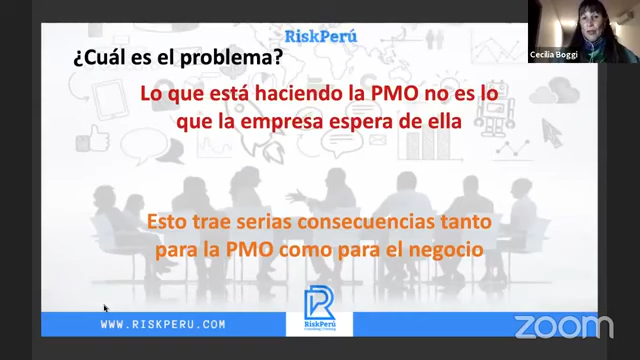 RiskPerú
Cecilia Boggi
¿Cuál es el problema?
Lo que está haciendo la PMO no es lo
que la empresa espera de ella
Esto trae serias consecuencias tanto
para la PMO como para el negocio
WWW.RISKPERU.COM
RiskPerú
zoom